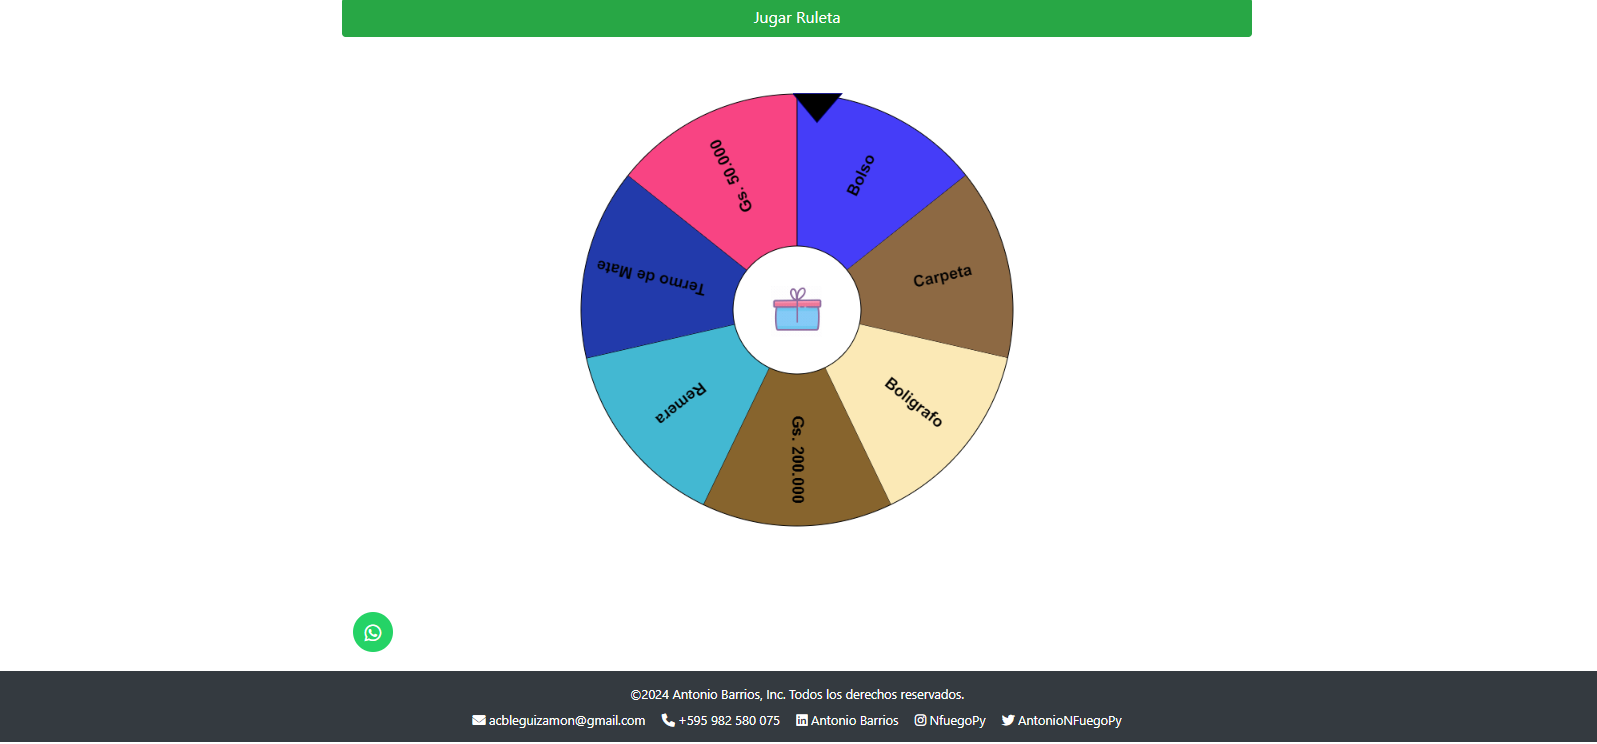 Jugar Ruleta
Gs. 50.000
Bolso
Termo de Mate
Carpeta
Remera
Boligrafo
Gs. 200.000
©2024 Antonio Barrios, Inc. Todos los derechos reservados.
acbleguizamon@gmail.com +595 982 580 075 Antonio Barrios NfuegoPy AntonioNFuegoPy